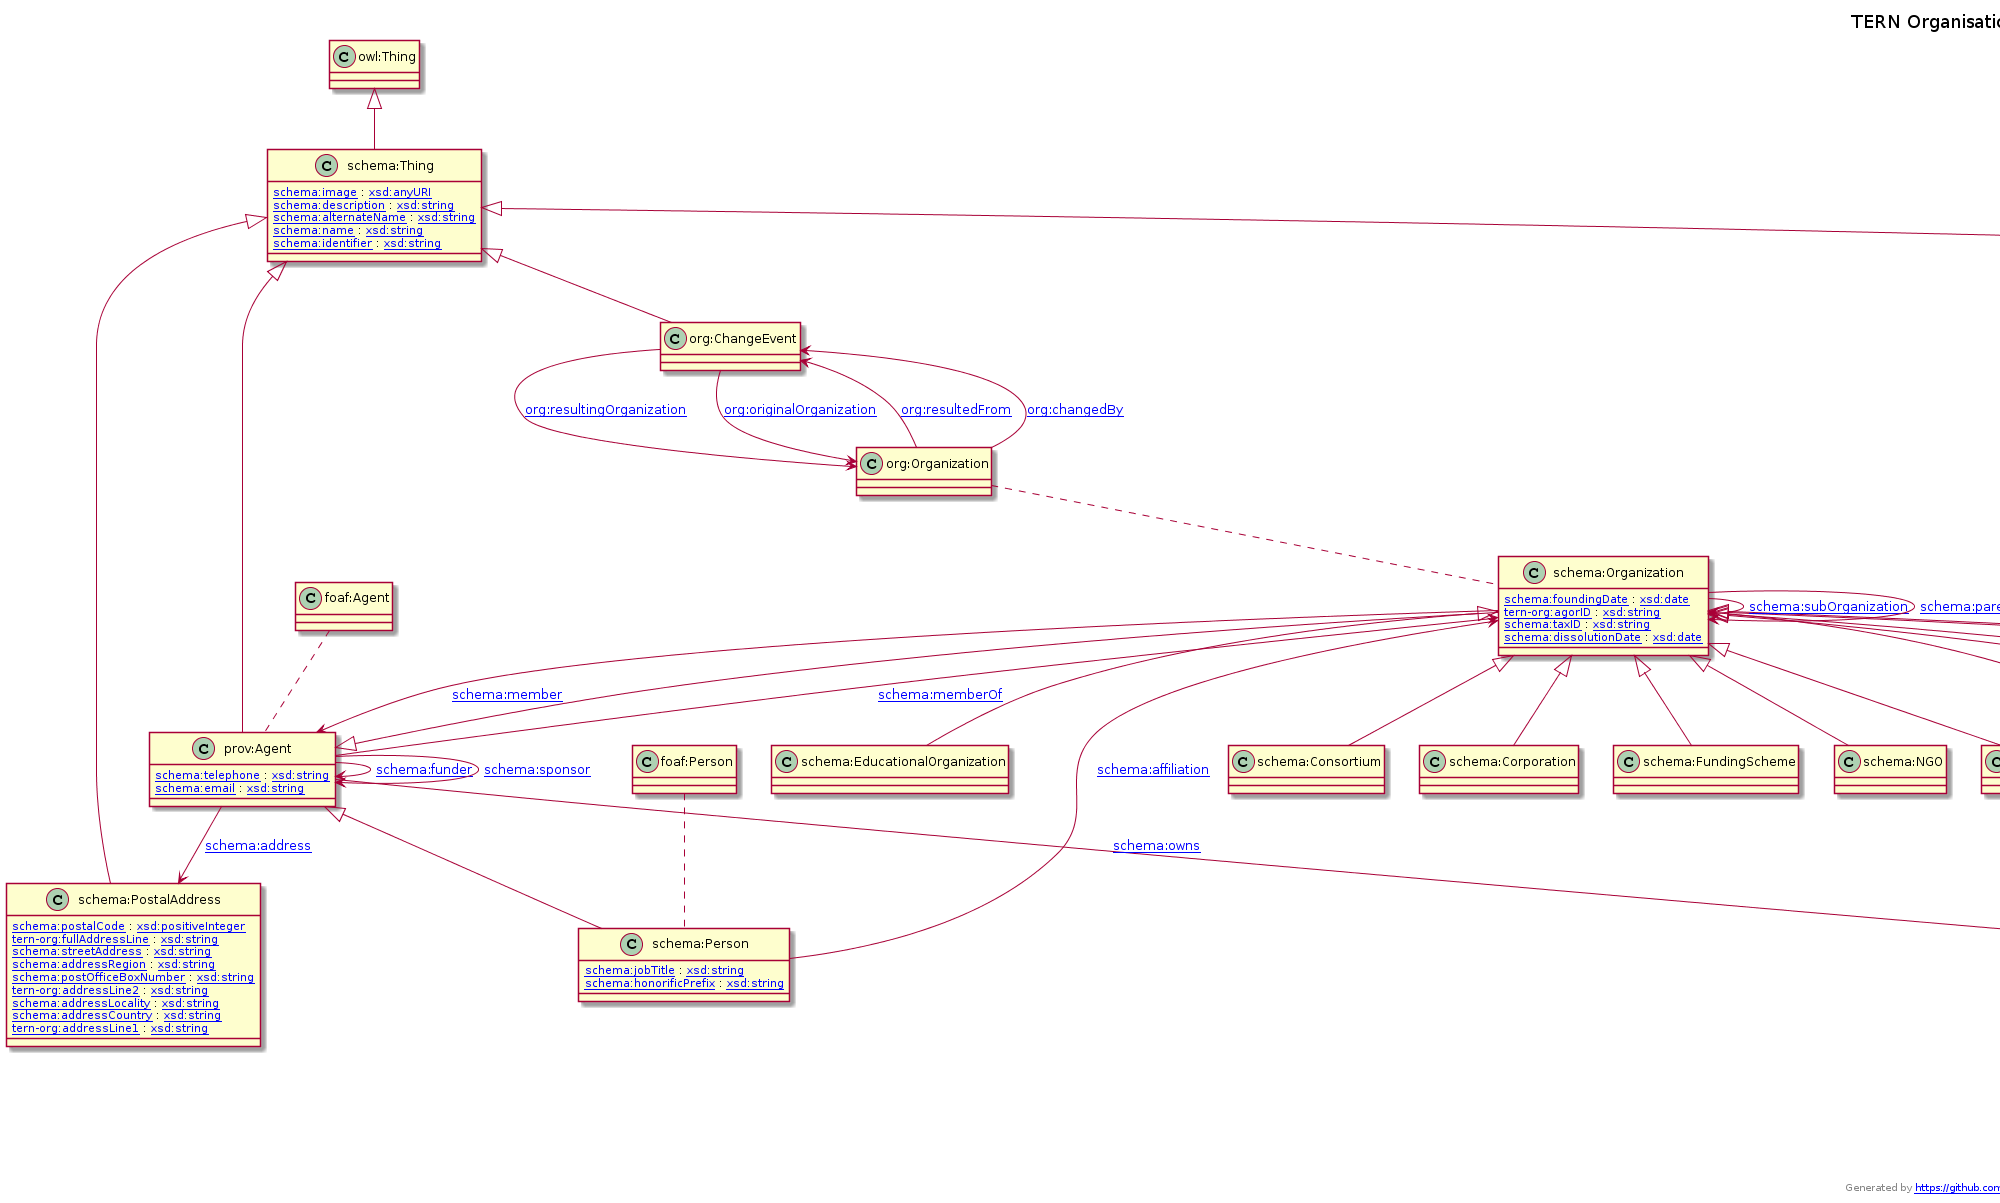 TERN Organisatio
C owl:Thing
C schema:Thing
schema:image : xsd:anyURI
schema:description : xsd:string
schema:alternateName : xsd:string
schema:name : xsd:string
schema:identifier : xsd:string
C org:ChangeEvent
org:resultingOrganization
org:originalOrganization
org:resultedFrom
org:changedBy
C org:Organization
C schema:Organization
schema:foundingDate : xsd:date
tern-org:agorID : xsd:string
schema:taxID : xsd:string
schema:dissolutionDate : xsd:date
schema:subOrganization
schema:pare
C foaf:Agent
schema:member
schema:memberOf
C prov:Agent
schema:telephone : xsd:string
schema:email : xsd:string
schema:funder
schema:sponsor
C foaf:Person
C schema:EducationalOrganization
schema:affiliation
C schema:Consortium
C schema:Corporation
C schema:FundingScheme
C schema:NGO
C
schema:address
schema:owns
C schema:PostalAddress
schema:postalCode : xsd:positiveInteger
tern-org:fullAddressLine : xsd:string
schema:streetAddress : xsd:string
schema:addressRegion : xsd:string
schema:postOfficeBoxNumber : xsd:string
tern-org:addressLine2 : xsd:string
schema:addressLocality : xsd:string
schema:addressCountry : xsd:string
tern-org:addressLine1 : xsd:string
C schema:Person
schema:jobTitle : xsd:string
schema:honorificPrefix : xsd:string
Generated by https://github.com